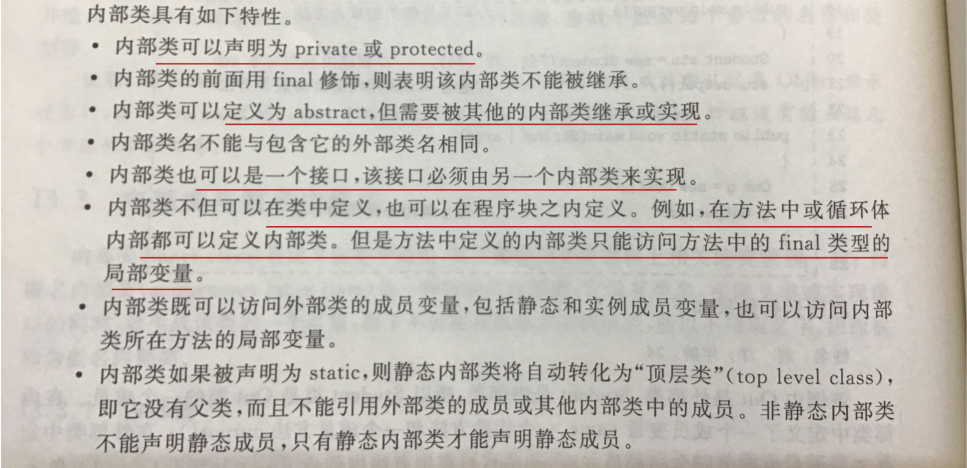 内部类具有如下特性。
• 内部类可以声明为 private 或 protected。
• 内部类的前面用 final 修饰,则表明该内部类不能被继承。
• 内部类可以定义为 abstract,但需要被其他的内部类继承或实现。
• 内部类名不能与包含它的外部类名相同。
• 内部类也可以是一个接口,该接口必须由另一个内部类来实现。
• 内部类不但可以在类中定义,也可以在程序块之内定义。例如,在方法中或循环体
内部都可以定义内部类。但是方法中定义的内部类只能访问方法中的 final 类型的
局部变量。
• 内部类既可以访问外部类的成员变量,包括静态和实例成员变量,也可以访问内部
类所在方法的局部变量。
• 内部类如果被声明为 static,则静态内部类将自动转化为“顶层类”(top level class),
即它没有父类,而且不能引用外部类的成员或其他内部类中的成员。非静态内部类
不能声明静态成员,只有静态内部类才能声明静态成员。